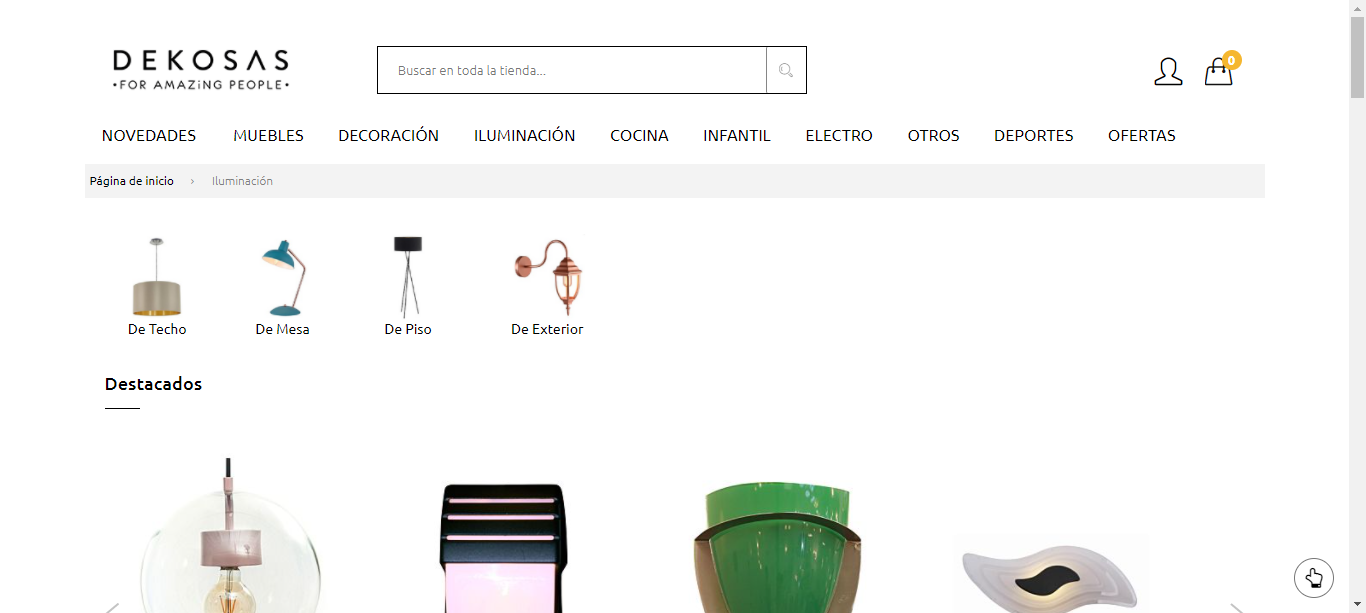 DEKOSAS
•FOR AMAZiNG PEOPLE•
Buscar en toda la tienda...
0
NOVEDADES MUEBLES DECORACIÓN ILUMINACIÓN COCINA INFANTIL ELECTRO OTROS DEPORTES OFERTAS
Página de inicio › Iluminación
De Techo De Mesa De Piso De Exterior
Destacados